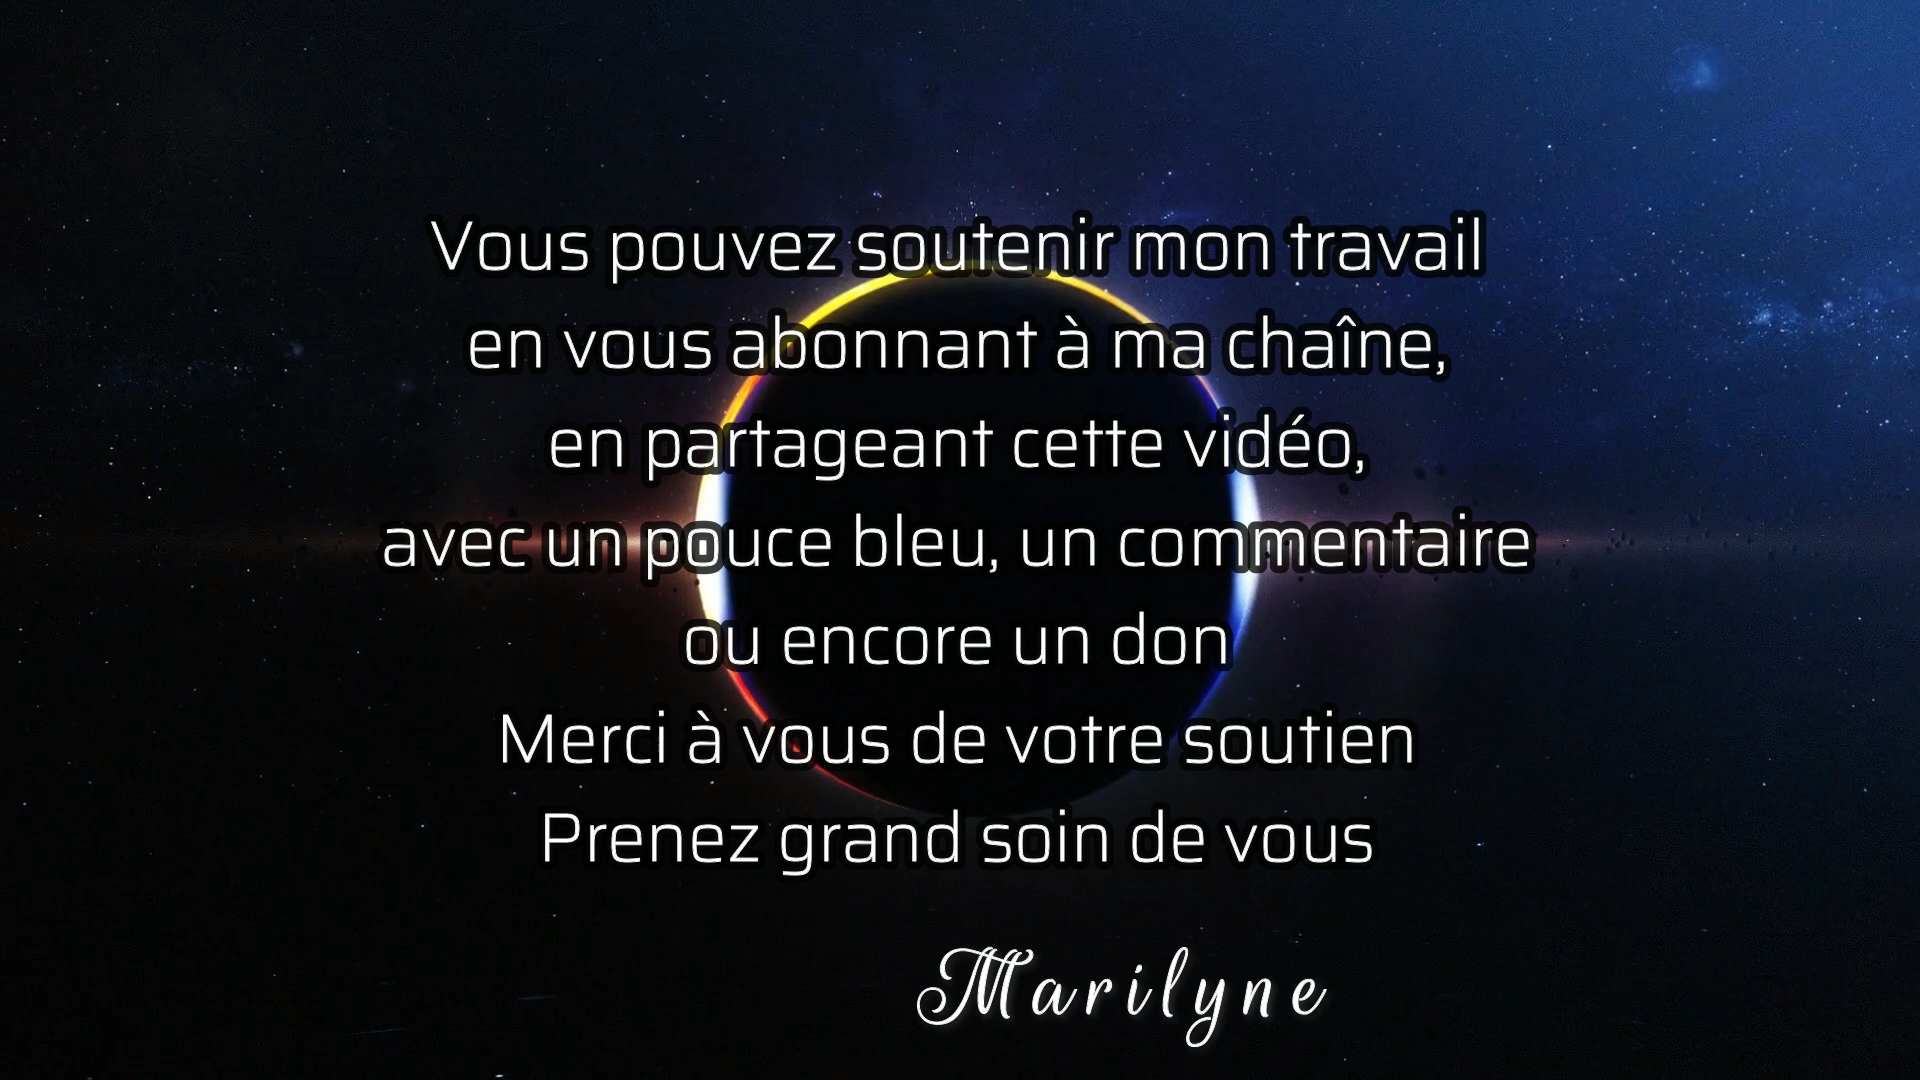 Vous pouvez soutenir mon travail
en vous abonnant à ma chaîne,
en partageant cette vidéo,
avec un pouce bleu, un commentaire
ou encore un don
Merci à vous de votre soutien
Prenez grand soin de vous
Marilyne